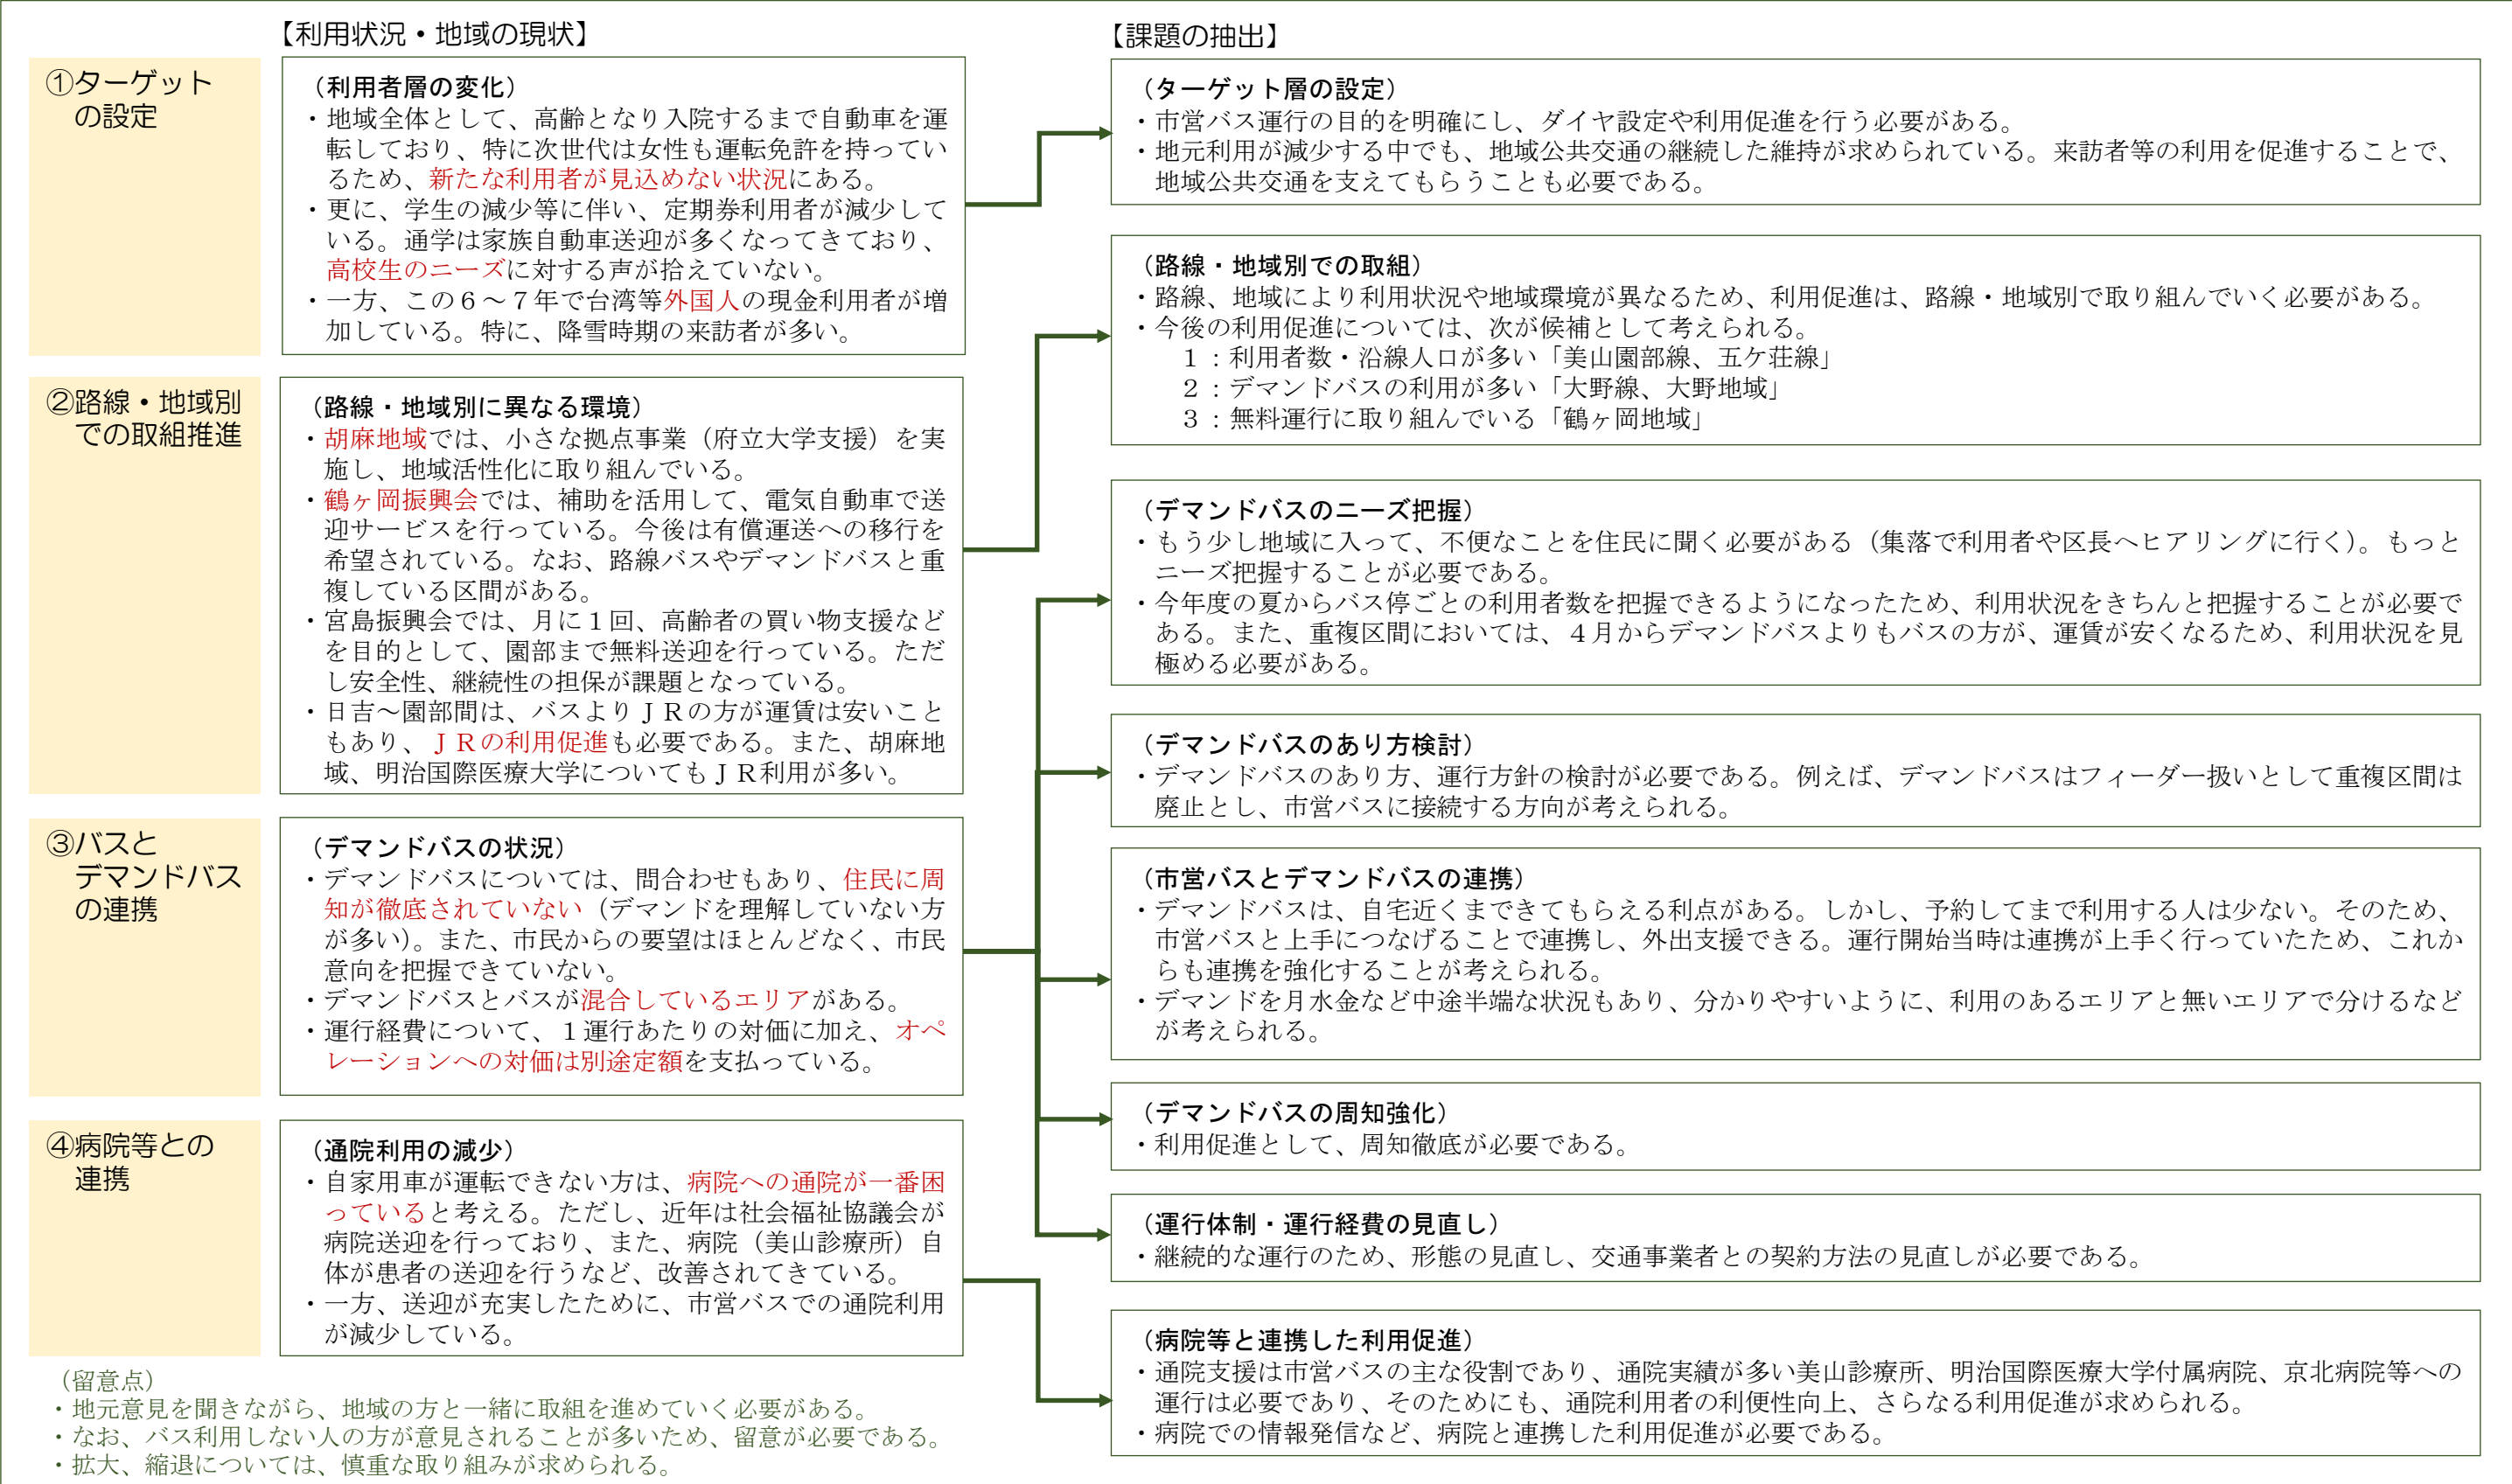 【利用状況・地域の現状】
①ターゲット
の設定
（利用者層の変化）
・地域全体として、高齢となり入院するまで自動車を運
転しており、特に次世代は女性も運転免許を持ってい
るため、新たな利用者が見込めない状況にある。
・更に、学生の減少等に伴い、定期券利用者が減少して
いる。通学は家族自動車送迎が多くなってきており、
高校生のニーズに対する声が拾えていない。
・一方、この６～７年で台湾等外国人の現金利用者が増
加している。特に、降雪時期の来訪者が多い。
②路線・地域別
での取組推進
（路線・地域別に異なる環境）
・胡麻地域では、小さな拠点事業（府立大学支援）を実
施し、地域活性化に取り組んでいる。
・鶴ヶ岡振興会では、補助を活用して、電気自動車で送
迎サービスを行っている。今後は有償運送への移行を
希望されている。なお、路線バスやデマンドバスと重
複している区間がある。
・宮島振興会では、月に１回、高齢者の買い物支援など
を目的として、園部まで無料送迎を行っている。ただ
し安全性、継続性の担保が課題となっている。
・日吉～園部間は、バスよりＪＲの方が運賃は安いこと
もあり、ＪＲの利用促進も必要である。また、胡麻地
域、明治国際医療大学についてもＪＲ利用が多い。
③バスと
デマンドバス
の連携
（デマンドバスの状況）
・デマンドバスについては、問合わせもあり、住民に周
知が徹底されていない（デマンドを理解していない方
が多い）。また、市民からの要望はほとんどなく、市民
意向を把握できていない。
・デマンドバスとバスが混合しているエリアがある。
・運行経費について、１運行あたりの対価に加え、オペ
レーションへの対価は別途定額を支払っている。
④病院等との
連携
（通院利用の減少）
・自家用車が運転できない方は、病院への通院が一番困
っていると考える。ただし、近年は社会福祉協議会が
病院送迎を行っており、また、病院（美山診療所）自
体が患者の送迎を行うなど、改善されてきている。
・一方、送迎が充実したために、市営バスでの通院利用
が減少している。
（留意点）
・地元意見を聞きながら、地域の方と一緒に取組を進めていく必要がある。
・なお、バス利用しない人の方が意見されることが多いため、留意が必要である。
・拡大、縮退については、慎重な取り組みが求められる。
【課題の抽出】
（ターゲット層の設定）
・市営バス運行の目的を明確にし、ダイヤ設定や利用促進を行う必要がある。
・地元利用が減少する中でも、地域公共交通の継続した維持が求められている。来訪者等の利用を促進することで、
地域公共交通を支えてもらうことも必要である。
（路線・地域別での取組）
・路線、地域により利用状況や地域環境が異なるため、利用促進は、路線・地域別で取り組んでいく必要がある。
・今後の利用促進については、次が候補として考えられる。
１：利用者数・沿線人口が多い「美山園部線、五ケ荘線」
２：デマンドバスの利用が多い「大野線、大野地域」
３：無料運行に取り組んでいる「鶴ヶ岡地域」
（デマンドバスのニーズ把握）
・もう少し地域に入って、不便なことを住民に聞く必要がある（集落で利用者や区長へヒアリングに行く）。もっと
ニーズ把握することが必要である。
・今年度の夏からバス停ごとの利用者数を把握できるようになったため、利用状況をきちんと把握することが必要で
ある。また、重複区間においては、４月からデマンドバスよりもバスの方が、運賃が安くなるため、利用状況を見
極める必要がある。
（デマンドバスのあり方検討）
・デマンドバスのあり方、運行方針の検討が必要である。例えば、デマンドバスはフィーダー扱いとして重複区間は
廃止とし、市営バスに接続する方向が考えられる。
（市営バスとデマンドバスの連携）
・デマンドバスは、自宅近くまできてもらえる利点がある。しかし、予約してまで利用する人は少ない。そのため、
市営バスと上手につなげることで連携し、外出支援できる。運行開始当時は連携が上手く行っていたため、これか
らも連携を強化することが考えられる。
・デマンドを月水金など中途半端な状況もあり、分かりやすいように、利用のあるエリアと無いエリアで分けるなど
が考えられる。
（デマンドバスの周知強化）
・利用促進として、周知徹底が必要である。
（運行体制・運行経費の見直し）
・継続的な運行のため、形態の見直し、交通事業者との契約方法の見直しが必要である。
（病院等と連携した利用促進）
・通院支援は市営バスの主な役割であり、通院実績が多い美山診療所、明治国際医療大学付属病院、京北病院等への
運行は必要であり、そのためにも、通院利用者の利便性向上、さらなる利用促進が求められる。
・病院での情報発信など、病院と連携した利用促進が必要である。